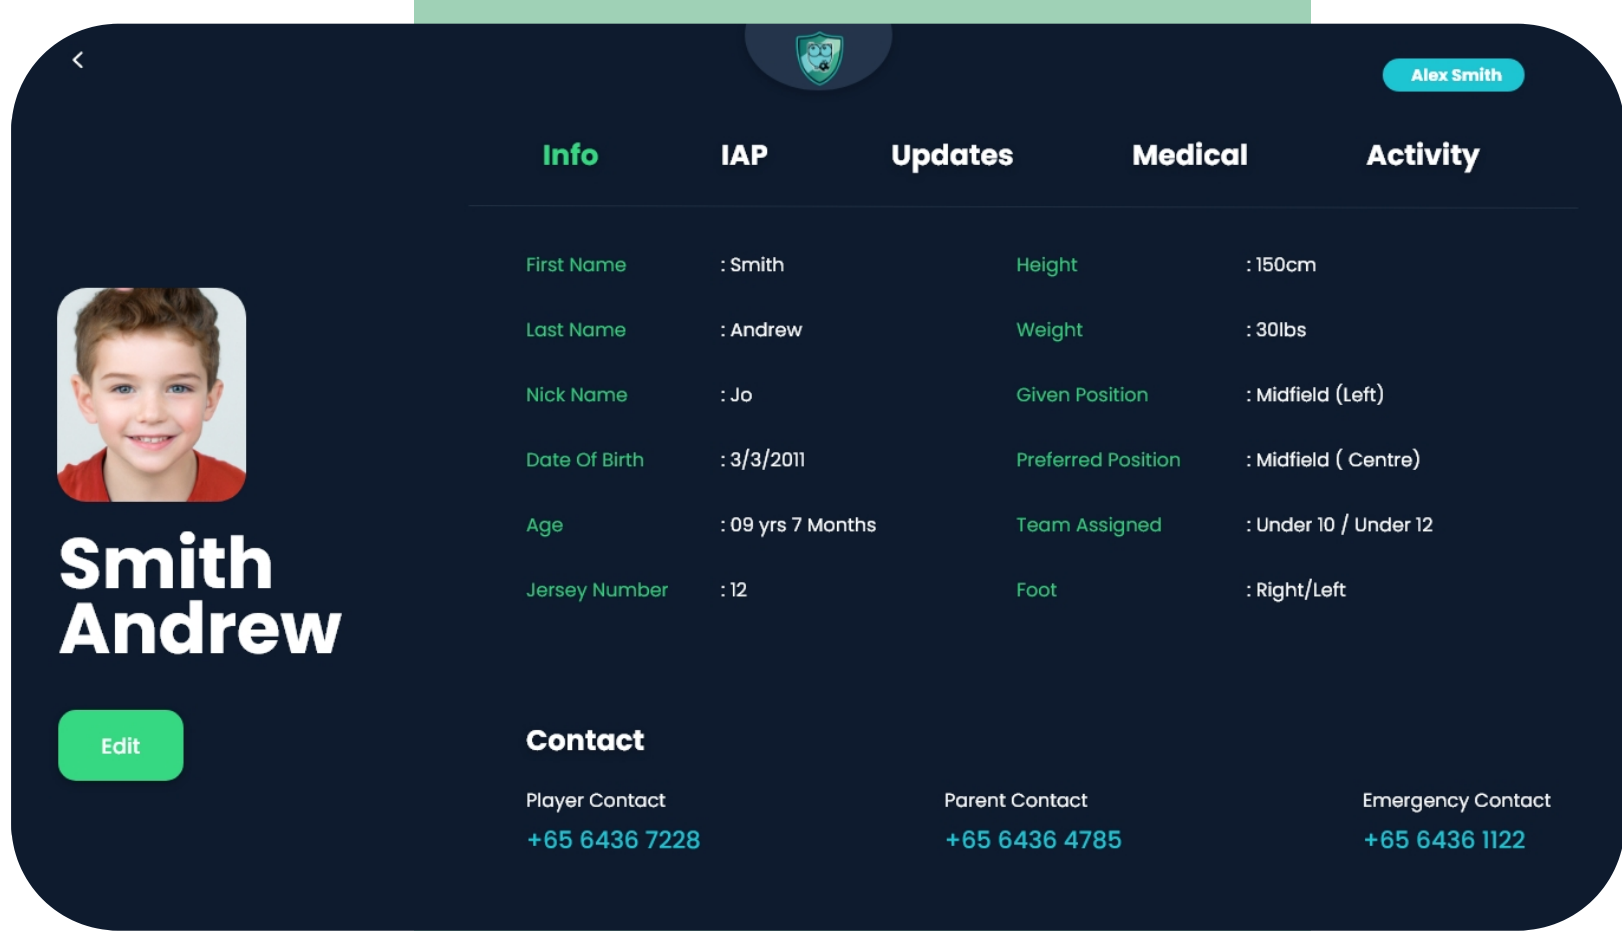 Alex Smith
Info IAP Updates Medical Activity
First Name : Smith Height : 150cm
Last Name : Andrew Weight : 30lbs
Nick Name : Jo Given Position : Midfield (Left)
Date Of Birth : 3/3/2011 Preferred Position : Midfield ( Centre)
Age : 09 yrs 7 Months Team Assigned : Under 10 / Under 12
Jersey Number : 12 Foot : Right/Left
Smith
Andrew
Edit
Contact
Player Contact Parent Contact Emergency Contact
+65 6436 7228 +65 6436 4785 +65 6436 1122